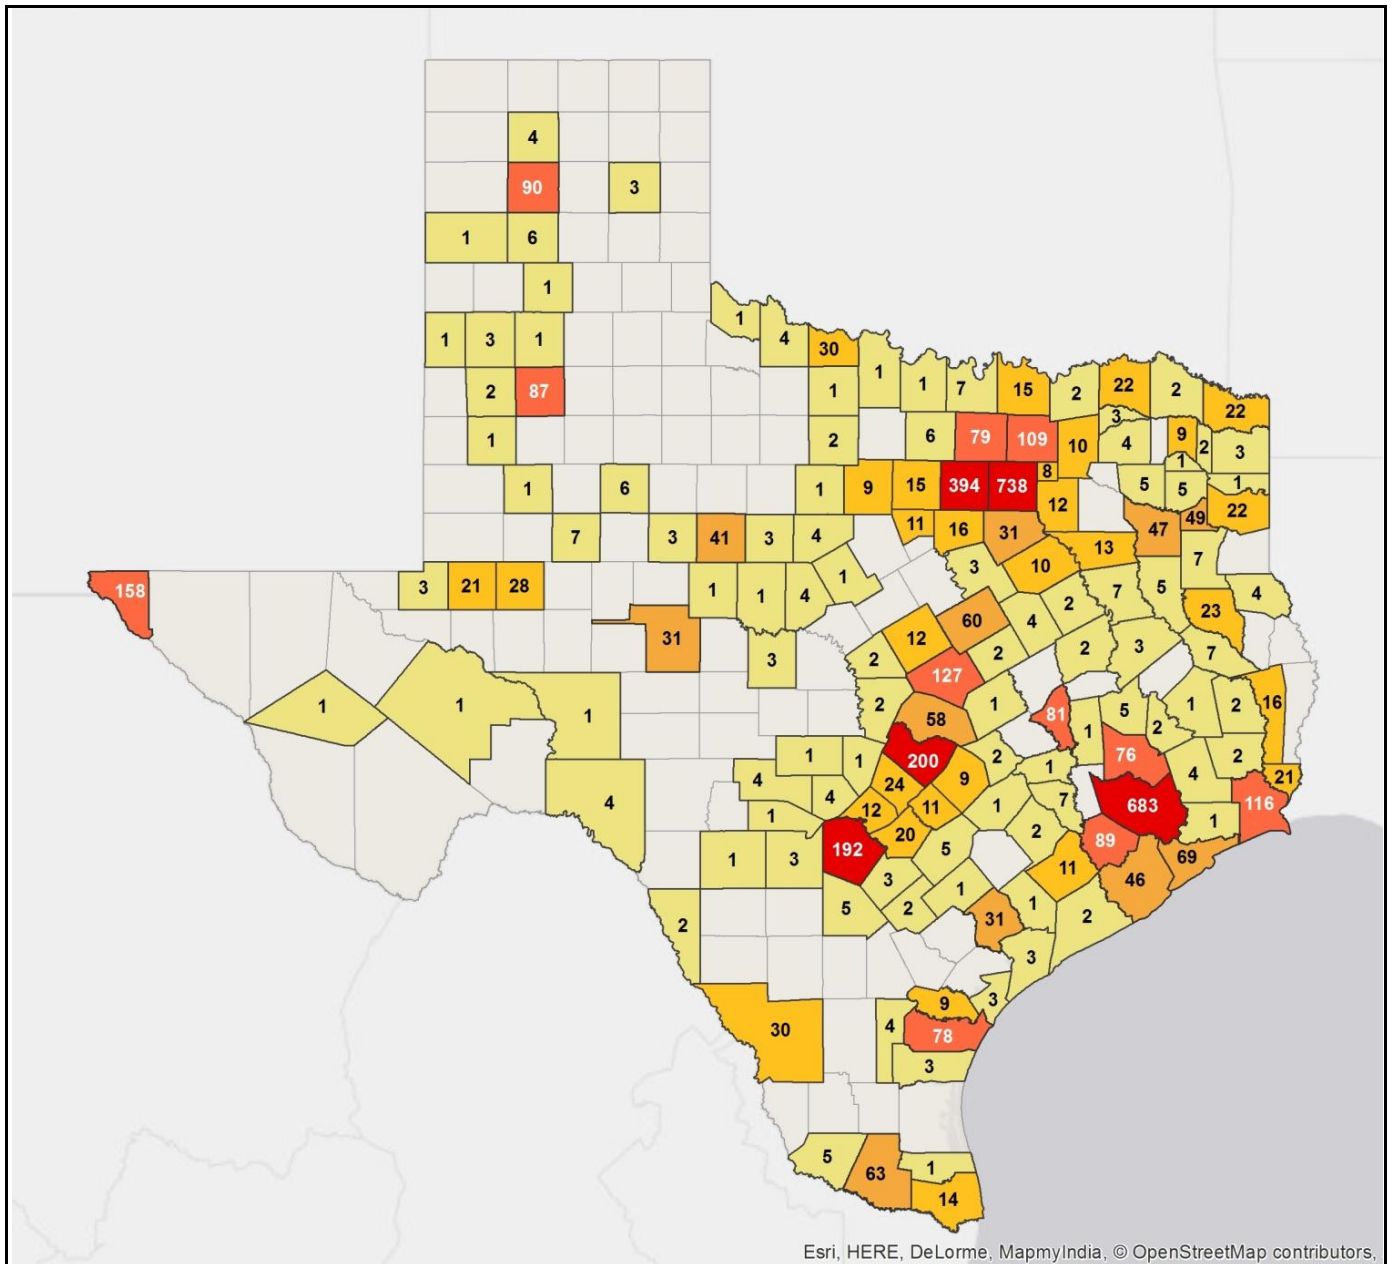 4
90 3
1 6
1
1 4 30
1 3 1
1 1 7 15 2 22 2 22
2 87 1
1 2 6 79 109 10 3 4 9 2 3
1
1 6 1 9 15 394 738 8 12 5 5 1
7 3 41 3 4 11 16 31 47 49 22
158 3 21 28 1 1 4 1 3 10 13 7
31 12 60 4 2 7 5 23 4
3 2 127 2 2 3 7
1 1 1 2 58 1 81 1 5 2 1 2 16
1 1 200 2 1 76 4 2 21
4 4 4 24 9 7 683 116
1 12 11 1 1
1 3 192 20 5 2 89 69
3 11 46
2 5 2 1 31 1 2
3
30 4 9 3
78
3
5 63 1
14
Esri, HERE, DeLorme, MapmyIndia, © OpenStreetMap contributors,